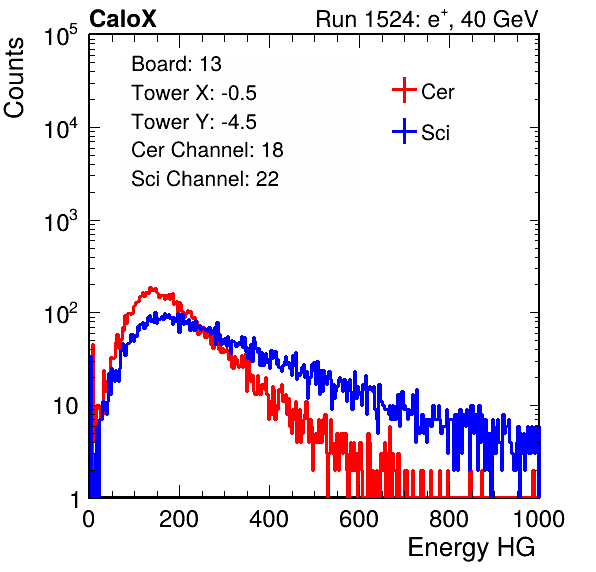 CaloX Run 1524: e⁺, 40 GeV
Counts
10⁵
10⁴
10³
10²
10
1
Board: 13
Tower X: -0.5
Tower Y: -4.5
Cer Channel: 18
Sci Channel: 22
Cer
Sci
0 200 400 600 800 1000
Energy HG